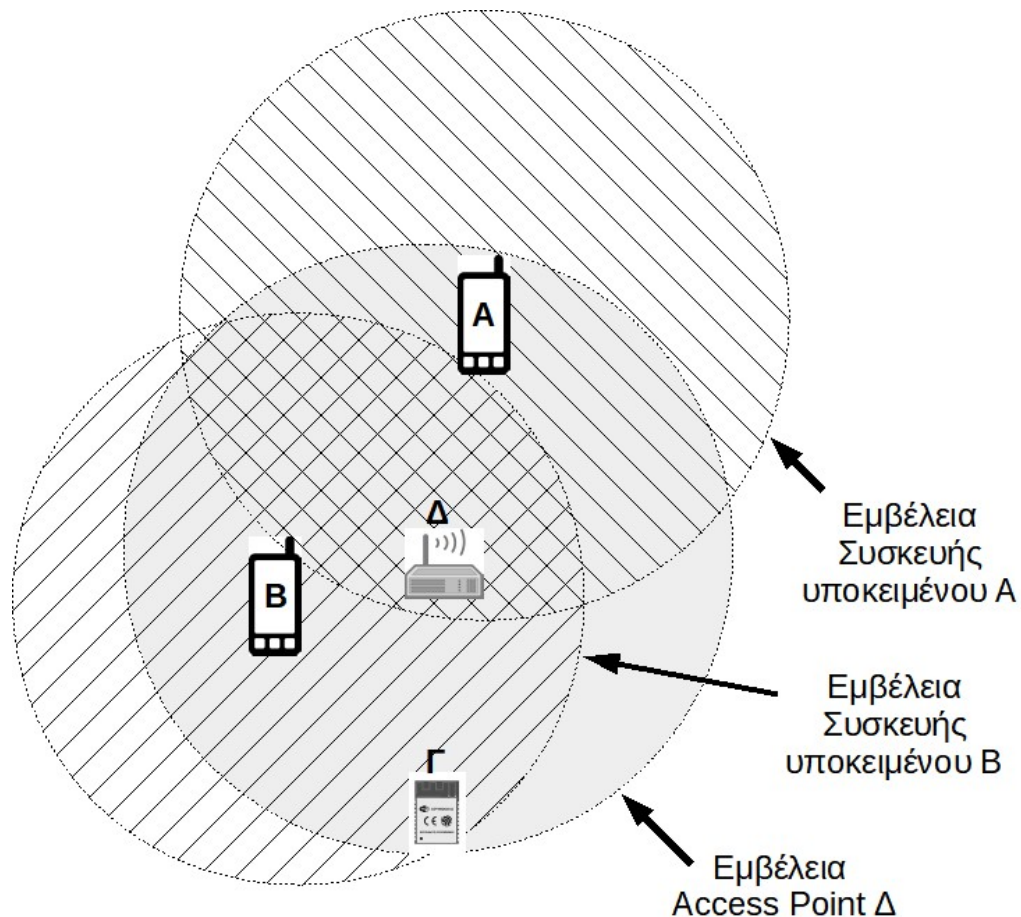 Α
Δ
Β
Γ
Εμβέλεια
Συσκευής
υποκειμένου Α
Εμβέλεια
Συσκευής
υποκειμένου Β
Εμβέλεια
Access Point Δ